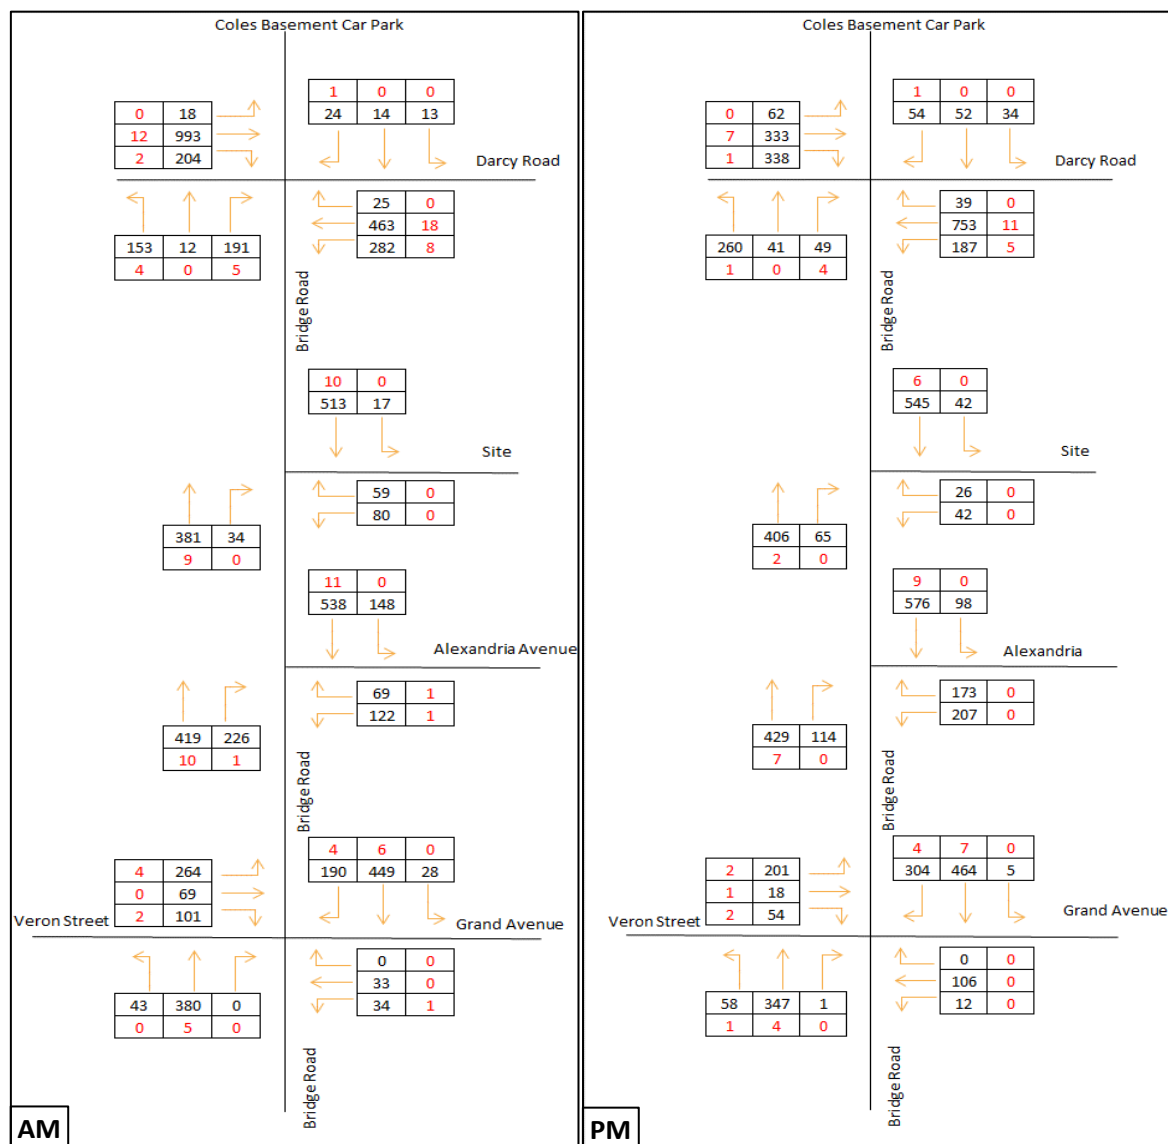 Coles Basement Car Park
1 0 0
24 14 13
0 18
12 993
2 204
Darcy Road
25 0
463 18
282 8
153 12 191
4 0 5
Bridge Road
10 0
513 17
Site
59 0
80 0
381 34
9 0
11 0
538 148
Alexandria Avenue
69 1
122 1
419 226
10 1
Bridge Road
4 6 0
190 449 28
4 264
0 69
2 101
Veron Street
Grand Avenue
0 0
33 0
34 1
43 380 0
0 5 0
Bridge Road
AM
Coles Basement Car Park
1 0 0
54 52 34
0 62
7 333
1 338
Darcy Road
39 0
753 11
187 5
260 41 49
1 0 4
Bridge Road
6 0
545 42
Site
26 0
42 0
406 65
2 0
9 0
576 98
Alexandria
173 0
207 0
429 114
7 0
Bridge Road
4 7 0
304 464 5
2 201
1 18
2 54
Veron Street
Grand Avenue
0 0
106 0
12 0
58 347 1
1 4 0
Bridge Road
PM